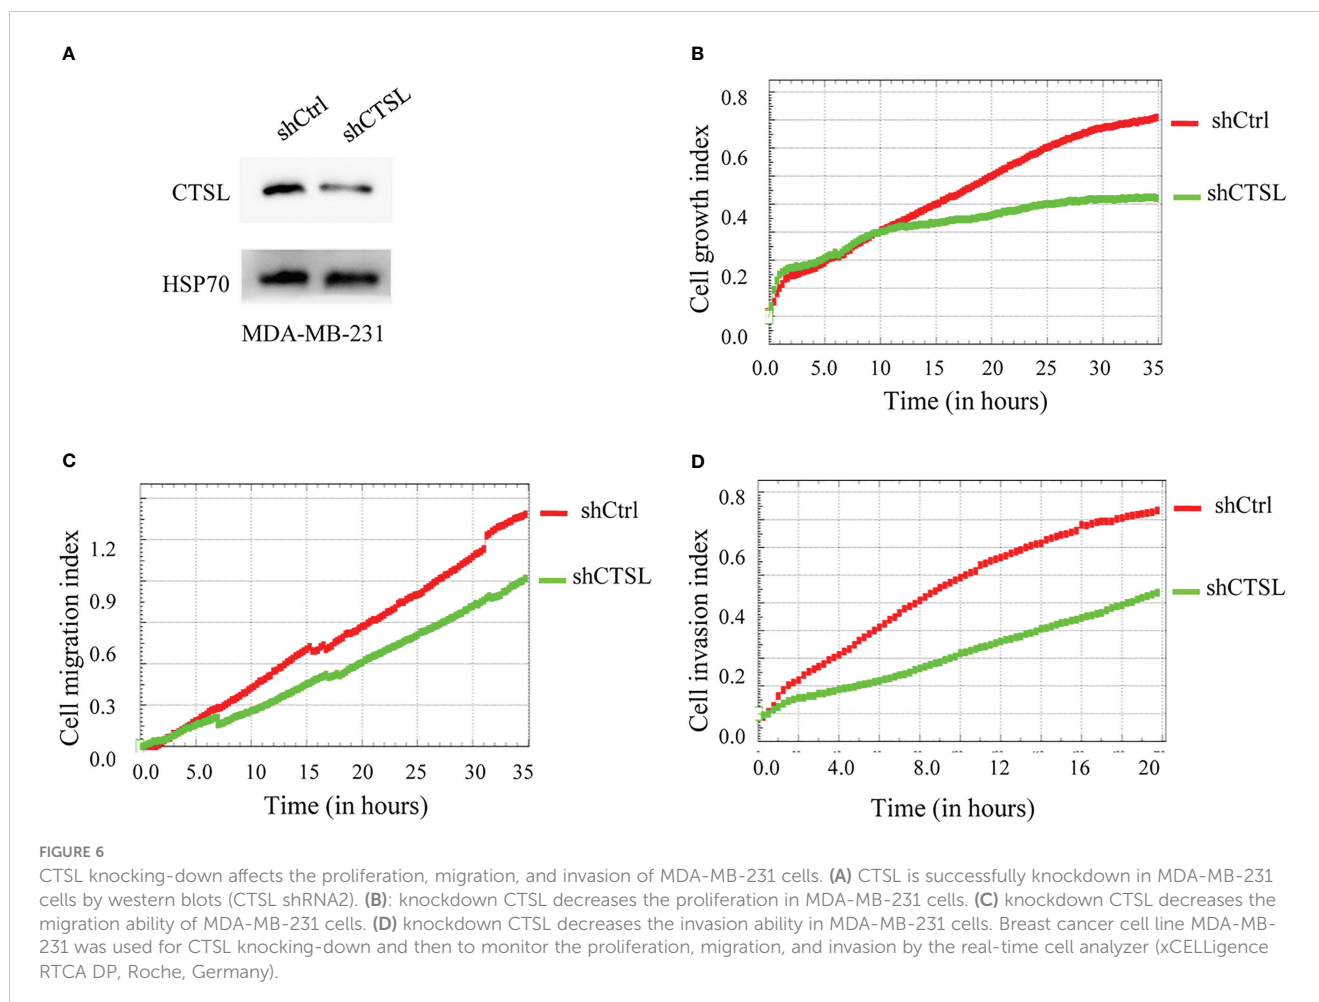 A
shCtrl
shCTSL
CTSL
HSP70
MDA-MB-231
B
Cell growth index
0.8
0.6
0.4
0.2
0.0
0.0 5.0 10 15 20 25 30 35
Time (in hours)
shCtrl
shCTSL
C
Cell migration index
1.2
0.9
0.6
0.3
0.0
0.0 5.0 10 15 20 25 30 35
Time (in hours)
shCtrl
shCTSL
D
Cell invasion index
0.8
0.6
0.4
0.2
0.0
0.0 4.0 8.0 12 16 20
Time (in hours)
shCtrl
shCTSL
FIGURE 6
CTSL knocking-down affects the proliferation, migration, and invasion of MDA-MB-231 cells. (A) CTSL is successfully knockdown in MDA-MB-231
cells by western blots (CTSL shRNA2). (B): knockdown CTSL decreases the proliferation in MDA-MB-231 cells. (C) knockdown CTSL decreases the
migration ability of MDA-MB-231 cells. (D) knockdown CTSL decreases the invasion ability in MDA-MB-231 cells. Breast cancer cell line MDA-MB-
231 was used for CTSL knocking-down and then to monitor the proliferation, migration, and invasion by the real-time cell analyzer (xCELLigence
RTCA DP, Roche, Germany).